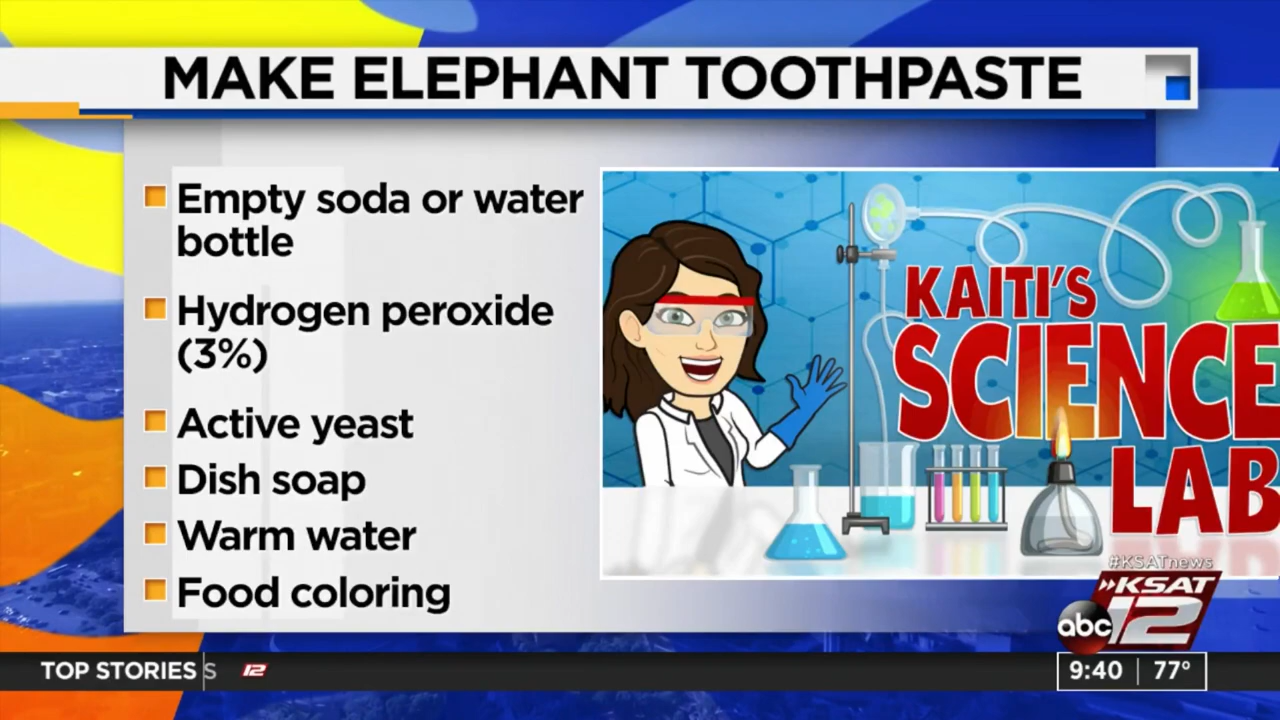 MAKE ELEPHANT TOOTHPASTE
Empty soda or water
bottle
Hydrogen peroxide
(3%)
Active yeast
Dish soap
Warm water
Food coloring
KAITI'S
SCIENCE
LAB
#KSATnews
KSAT
abc 12
TOP STORIES S 12
9:40 77°